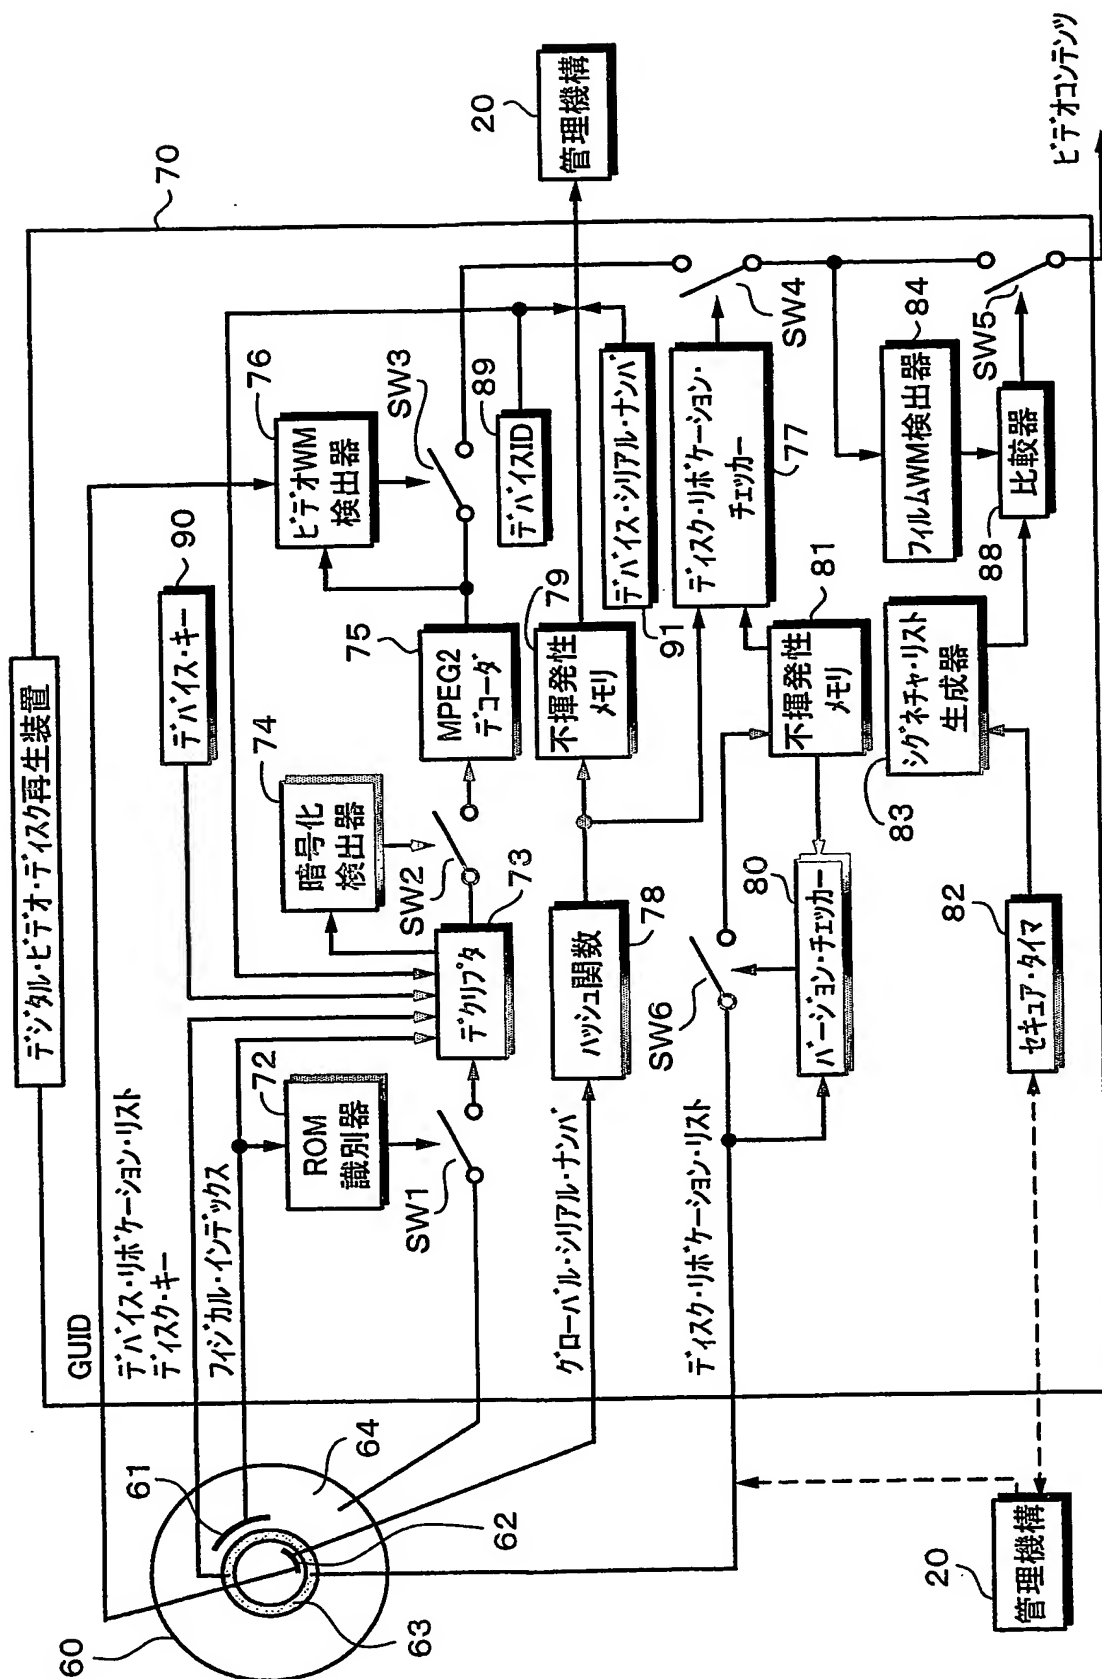 デジタル・ビデオ・ディスク再生装置
70
GUID
デバイス・リボケーション・リスト
ディスク・キー
フィジカル・インデックス
90
デバイス・キー
76
ビデオWM
検出器
20
管理機構
72
ROM
識別器
SW1
74
暗号化
検出器
SW2
73
デクリプタ
75
MPEG2
デコーダ
SW3
89
デバイスID
60
61
62
63
64
グローバル・シリアル・ナンバ
78
ハッシュ関数
79
不揮発性
メモリ
デバイス・シリアル・ナンバ
91
SW4
ディスク・リボケーション・
チェッカー
77
ディスク・リボケーション・リスト
SW6
80
バージョン・チェッカー
81
不揮発性
メモリ
84
フィルムWM検出器
SW5
88
比較器
83
シグネチャ・リスト
生成器
82
セキュア・タイマ
20
管理機構
ビデオコンテンツ